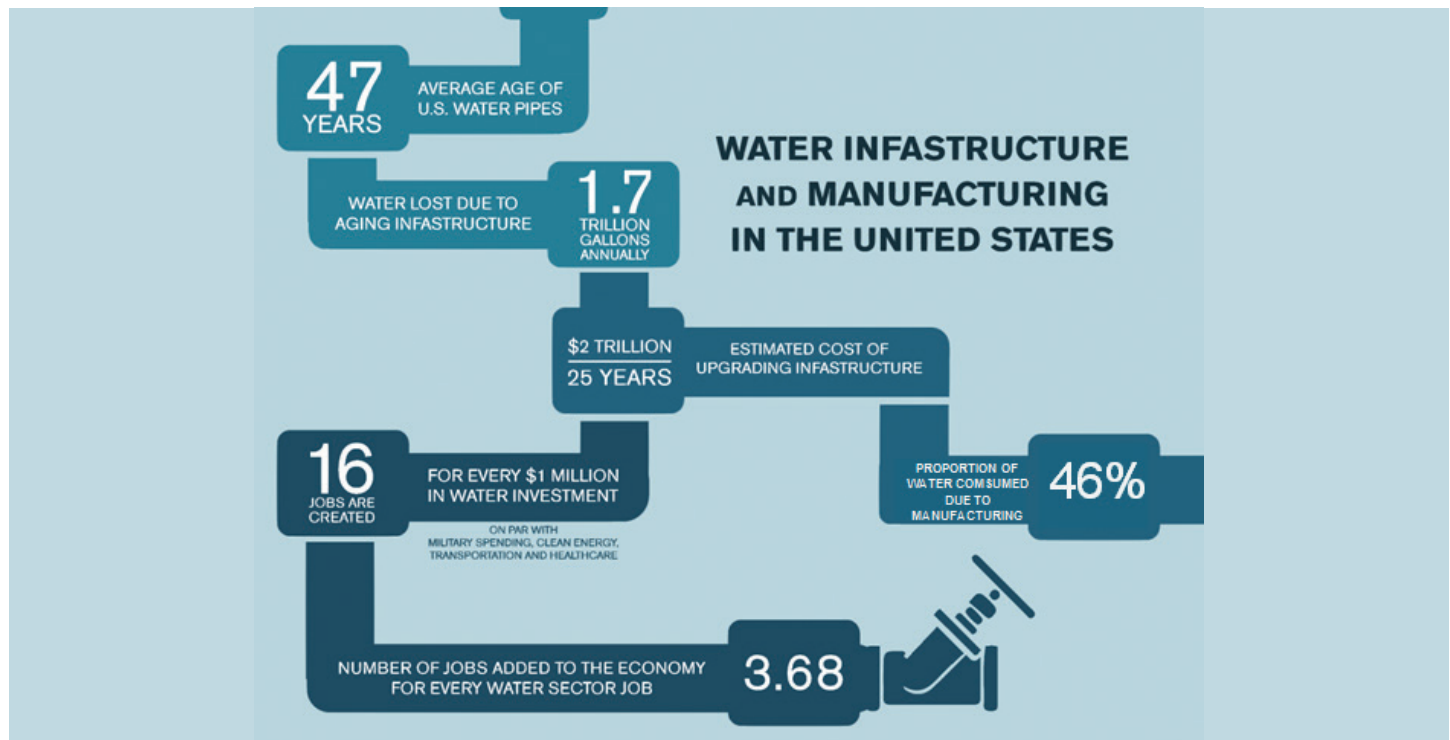 47
YEARS
AVERAGE AGE OF
U.S. WATER PIPES
WATER INFASTRUCTURE
AND MANUFACTURING
IN THE UNITED STATES
WATER LOST DUE TO
AGING INFASTRUCTURE
1.7
TRILLION
GALLONS
ANNUALLY
$2 TRILLION
25 YEARS
ESTIMATED COST OF
UPGRADING INFASTRUCTURE
PROPORTION OF
WATER COMSUMED
DUE TO
MANUFACTURING
46%
16
JOBS ARE
CREATED
FOR EVERY $1 MILLION
IN WATER INVESTMENT
ON PAR WITH
MILITARY SPENDING, CLEAN ENERGY,
TRANSPORTATION AND HEALTHCARE
NUMBER OF JOBS ADDED TO THE ECONOMY
FOR EVERY WATER SECTOR JOB
3.68